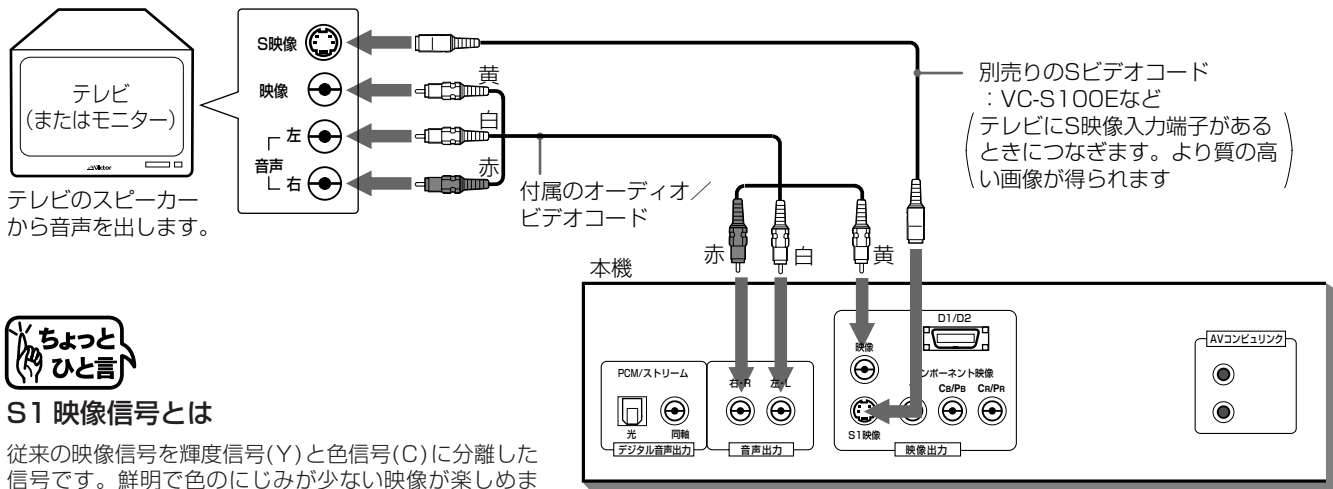 S映像
映像
左
音声
右
黄
白
赤
テレビ
(またはモニター)
Victor
テレビのスピーカー
から音声を出します。
付属のオーディオ／
ビデオコード
別売りのSビデオコード
：VC-S100Eなど
テレビにS映像入力端子がある
ときにつなぎます。より質の高
い画像が得られます
赤
白
黄
本機
PCM/ストリーム
光
同軸
デジタル音声出力
右・R
左・L
音声出力
D1/D2
映像
ンポーネント映像
CB/PB
CR/PR
S1映像
映像出力
AVコンピュリンク
ちょっと
ひと言
S1 映像信号とは
従来の映像信号を輝度信号(Y)と色信号(C)に分離した
信号です。鮮明で色のにじみが少ない映像が楽しめま